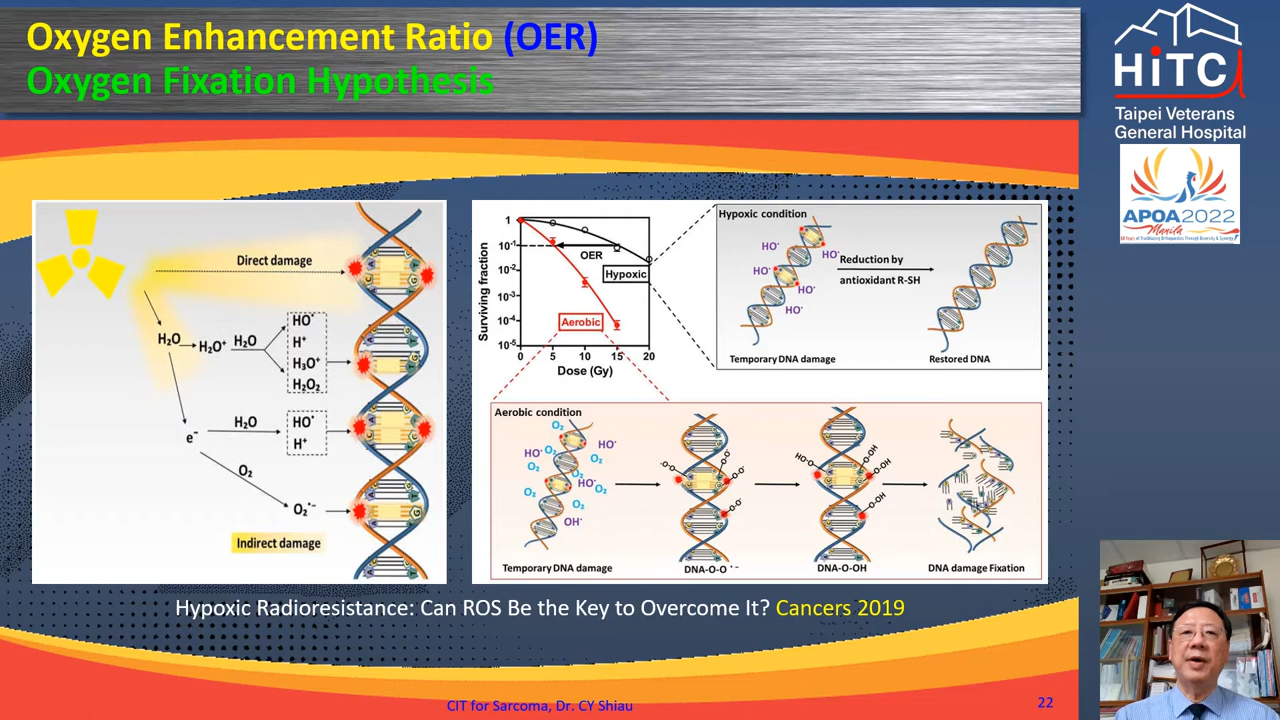 Oxygen Enhancement Ratio (OER)
Oxygen Fixation Hypothesis
HiTC
Taipei Veterans
General Hospital
APOA2022
Manila
Direct damage
H₂O
H₂O⁺
H₂O
HO˙
H⁺
H₃O⁺
H₂O₂
e⁻
H₂O
HO˙
H⁺
O₂
O₂˙⁻
Indirect damage
Surviving fraction
1
10⁻¹
10⁻²
10⁻³
10⁻⁴
10⁻⁵
OER
Hypoxic
Aerobic
0 5 10 15 20
Dose (Gy)
Hypoxic condition
HO˙
HO˙
HO˙
HO˙
HO˙
Reduction by
antioxidant R-SH
Temporary DNA damage
Restored DNA
Aerobic condition
O₂
HO˙
HO˙
O₂
O₂
O₂
O₂
HO˙
O₂
O₂
OH˙
·O-O
O-O·
O-O·
O-O·
HO-O
O-OH
O-OH
O-OH
Temporary DNA damage
DNA-O-O˙⁻
DNA-O-OH
DNA damage Fixation
Hypoxic Radioresistance: Can ROS Be the Key to Overcome It? Cancers 2019
CIT for Sarcoma, Dr. CY Shiau
22